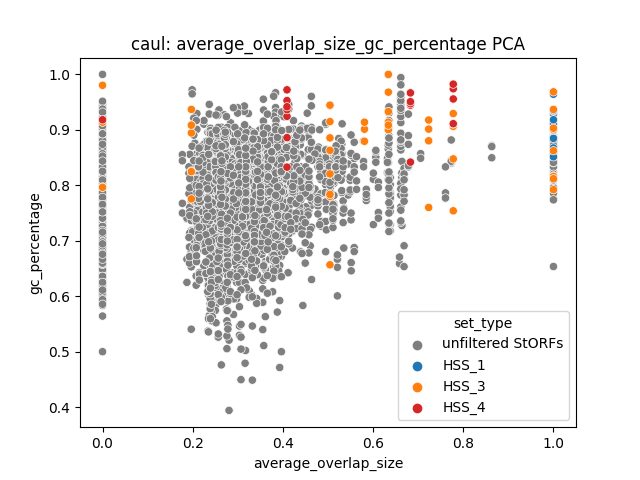 caul: average_overlap_size_gc_percentage PCA
1.0
0.9
0.8
0.7
0.6
0.5
0.4
gc_percentage
set_type
unfiltered StORFs
HSS_1
HSS_3
HSS_4
0.0
0.2
0.4
0.6
0.8
1.0
average_overlap_size